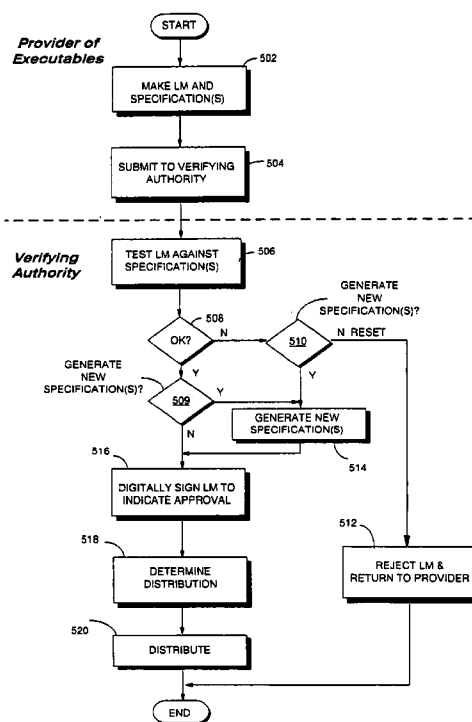 START
Provider of
Executables
502
MAKE LM AND
SPECIFICATION(S)
SUBMIT TO VERIFYING
AUTHORITY
504
Verifying
Authority
TEST LM AGAINST
SPECIFICATION(S)
506
GENERATE
NEW
SPECIFICATION(S)?
508
OK?
N
510
N RESET
GENERATE
NEW
SPECIFICATION(S)?
Y
Y
509
Y
N
GENERATE NEW
SPECIFICATION(S)
514
516
DIGITALLY SIGN LM TO
INDICATE APPROVAL
518
DETERMINE
DISTRIBUTION
512
REJECT LM &
RETURN TO PROVIDER
520
DISTRIBUTE
END